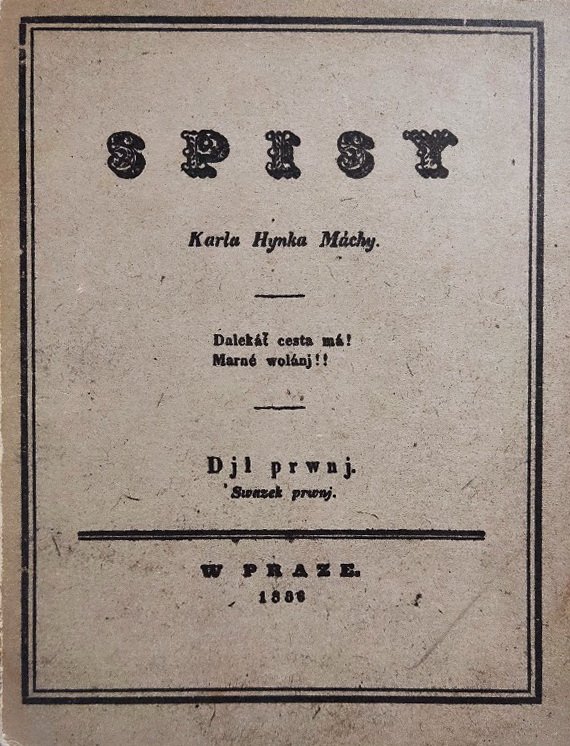 SPISY
Karla Hynka Máchy.
Dalekáť cesta má!
Marné wolánj!!
Djl prwnj.
Swazek prwnj.
W PRAZE.
1836